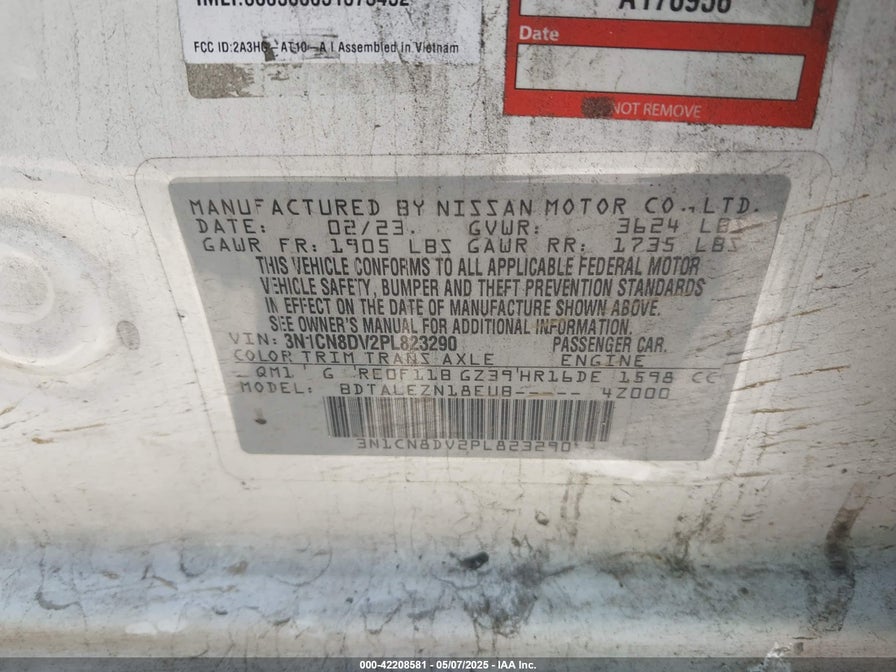 A176956
FCC ID:2A3HG-AT10-A | Assembled in Vietnam
Date
NOT REMOVE
MANUFACTURED BY NISSAN MOTOR CO., LTD.
DATE: 02/23. GVWR: 3624 LBS
GAWR FR: 1905 LBS GAWR RR: 1735 LBS
THIS VEHICLE CONFORMS TO ALL APPLICABLE FEDERAL MOTOR
VEHICLE SAFETY, BUMPER AND THEFT PREVENTION STANDARDS
IN EFFECT ON THE DATE OF MANUFACTURE SHOWN ABOVE.
SEE OWNER'S MANUAL FOR ADDITIONAL INFORMATION.
VIN: 3N1CN8DV2PL823290 PASSENGER CAR.
COLOR TRIM TRANS AXLE ENGINE
QM1 G RE0F11B GZ39 HR16DE 1598 CC
MODEL: BDTALEZN18EUB----- 4Z000
3N1CN8DV2PL823290
000-42208581 - 05/07/2025 - IAA Inc.